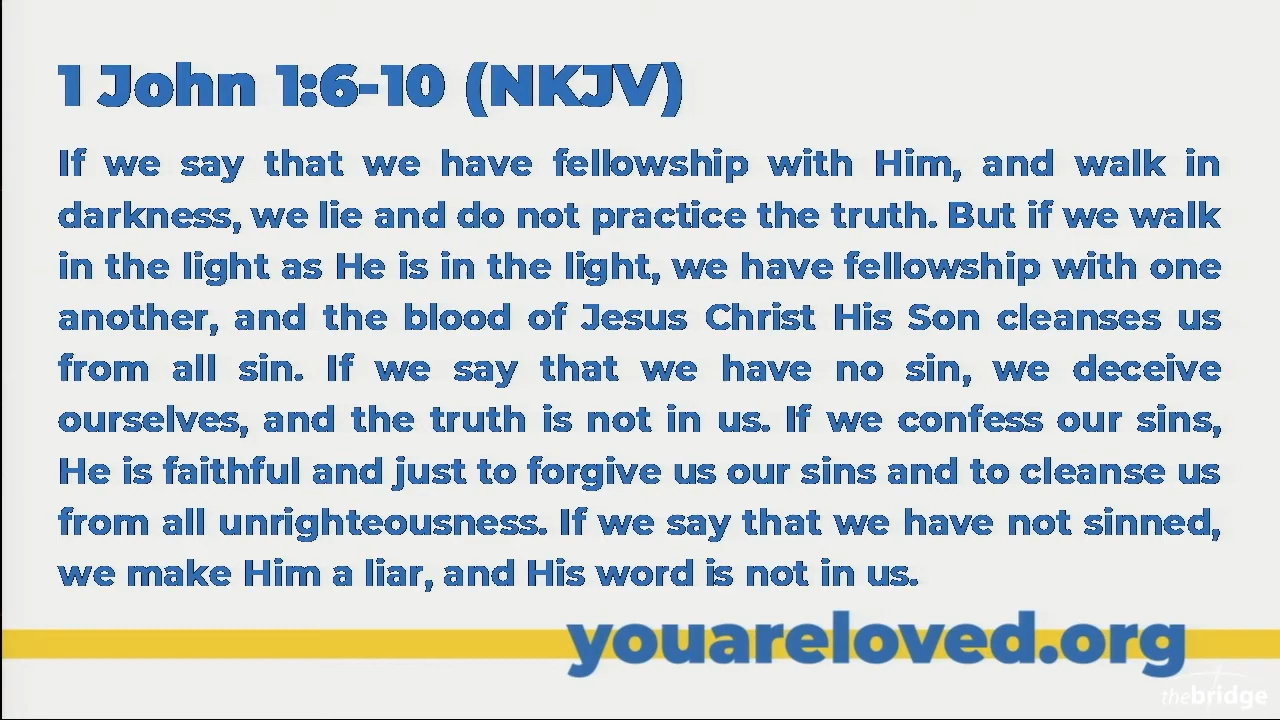 1 John 1:6-10 (NKJV)
If we say that we have fellowship with Him, and walk in
darkness, we lie and do not practice the truth. But if we walk
in the light as He is in the light, we have fellowship with one
another, and the blood of Jesus Christ His Son cleanses us
from all sin. If we say that we have no sin, we deceive
ourselves, and the truth is not in us. If we confess our sins,
He is faithful and just to forgive us our sins and to cleanse us
from all unrighteousness. If we say that we have not sinned,
we make Him a liar, and His word is not in us.
youareloved.org
thebridge